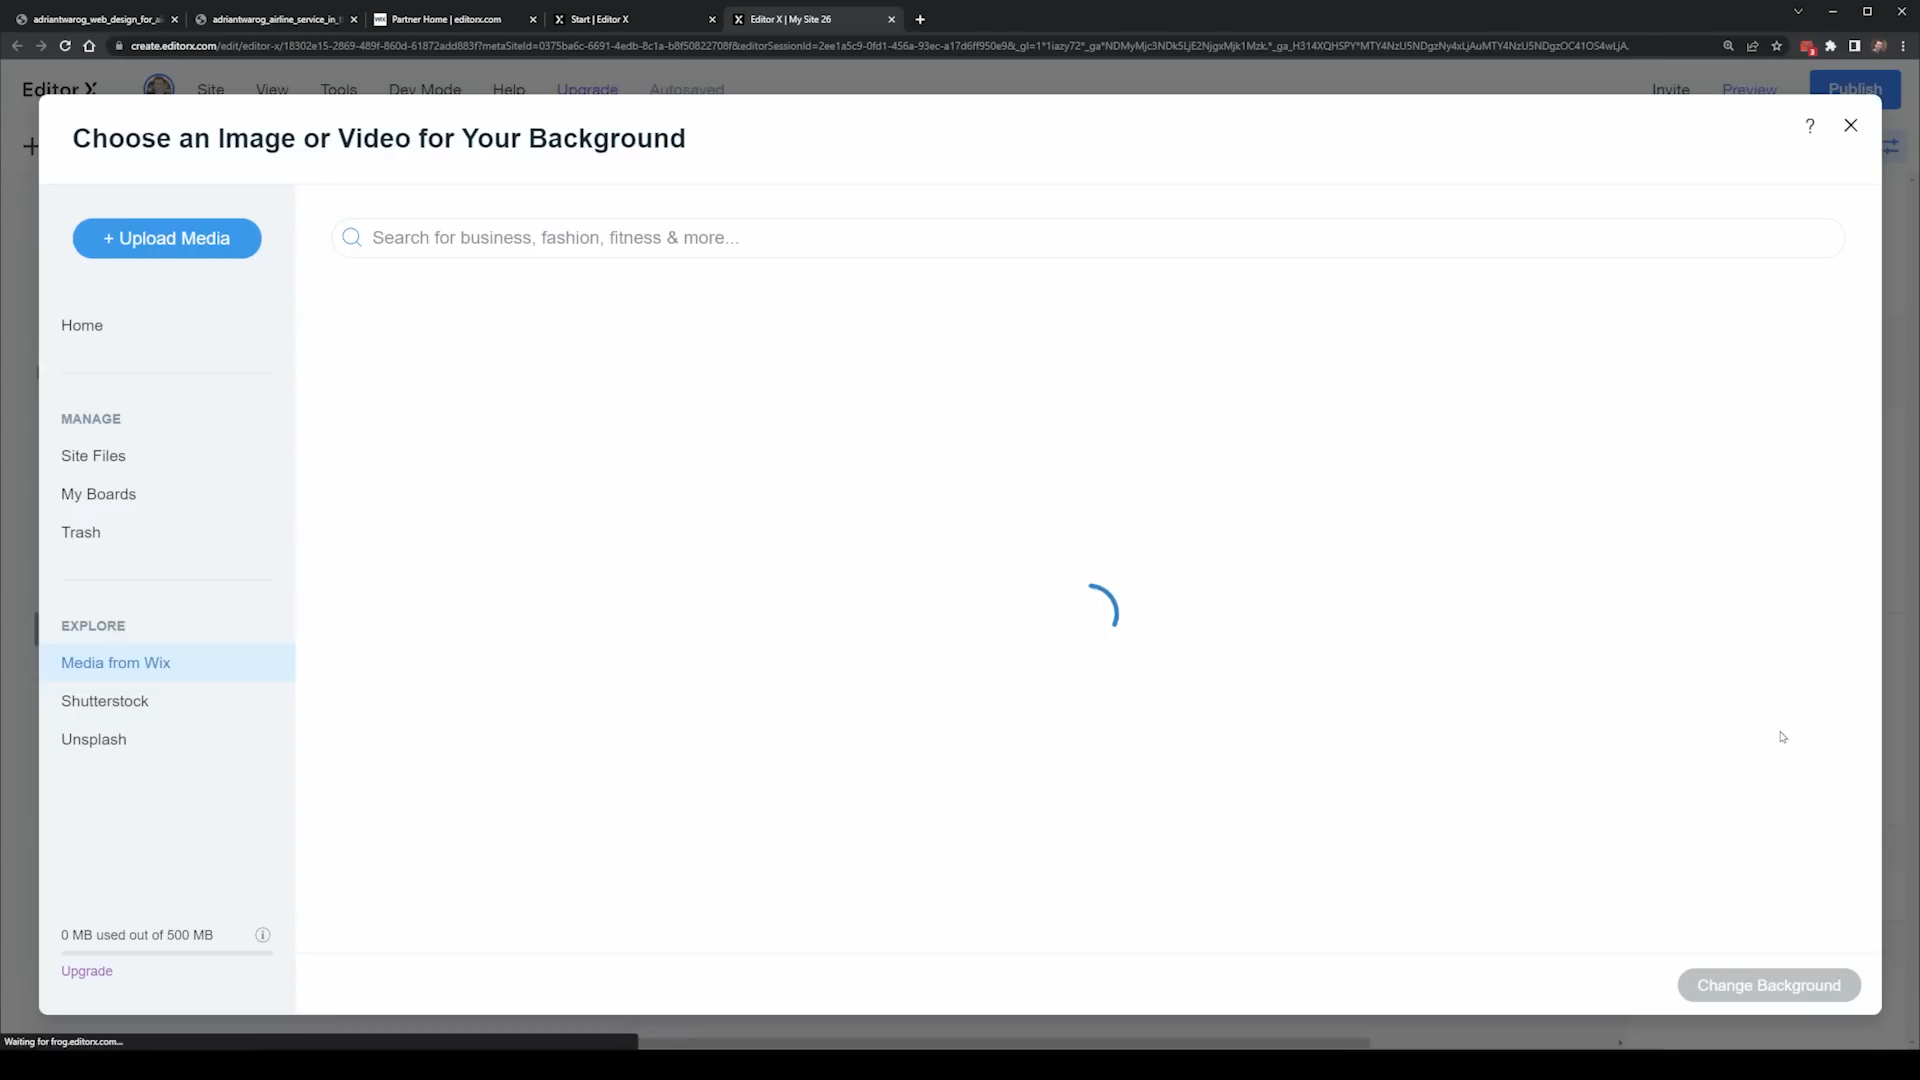 adriantwarog_web_design_for_ai
adriantwarog_airline_service_in_t
Partner Home | editorx.com
Start | Editor X
Editor X | My Site 26
Editor X
Site
View
Tools
Dev Mode
Help
Upgrade
Autosaved
Invite
Preview
Publish
Choose an Image or Video for Your Background
?
+ Upload Media
Search for business, fashion, fitness & more...
Home
MANAGE
Site Files
My Boards
Trash
EXPLORE
Media from Wix
Shutterstock
Unsplash
0 MB used out of 500 MB
Upgrade
Change Background
Waiting for frog.editorx.com...